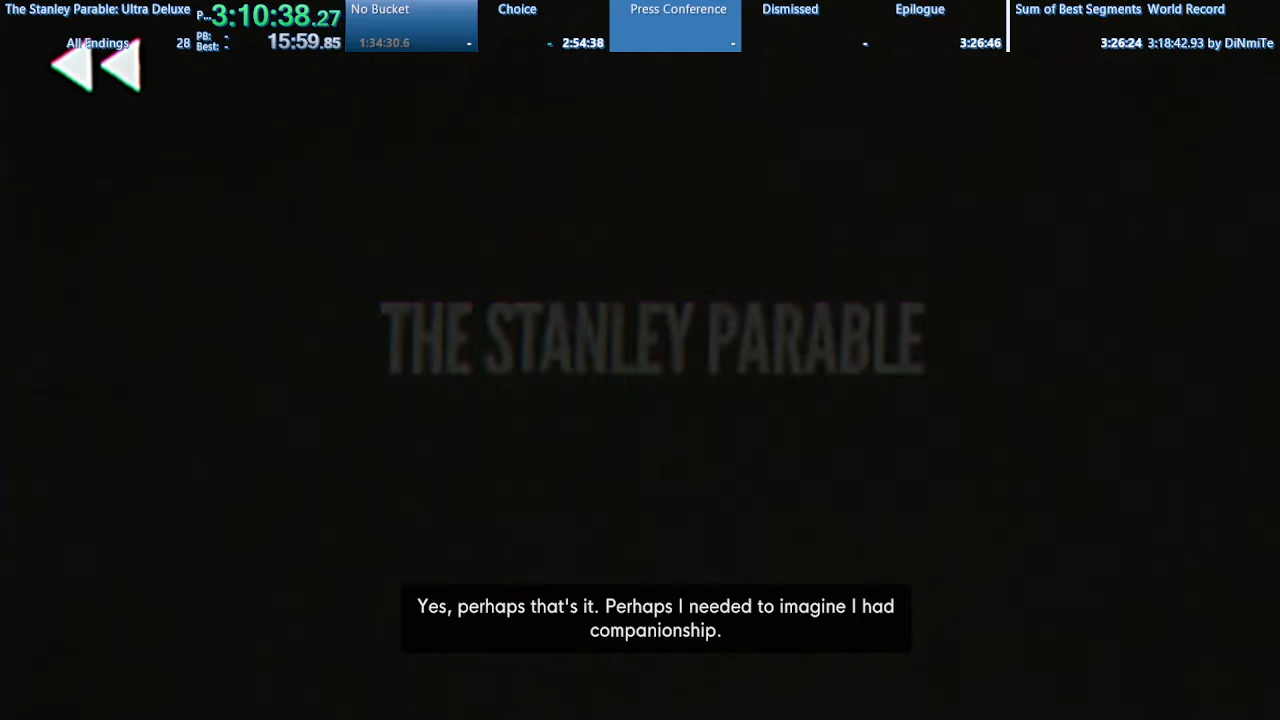 The Stanley Parable: Ultra Deluxe
All Endings 28
P... 3:10:38.27
PB: -
Best: -
15:59.85
No Bucket
1:34:30.6 -
Choice
- 2:54:38
Press Conference
-
Dismissed
-
Epilogue
3:26:46
Sum of Best Segments
3:26:24
World Record
3:18:42.93 by DiNmiTe
THE STANLEY PARABLE
Yes, perhaps that's it. Perhaps I needed to imagine I had
companionship.